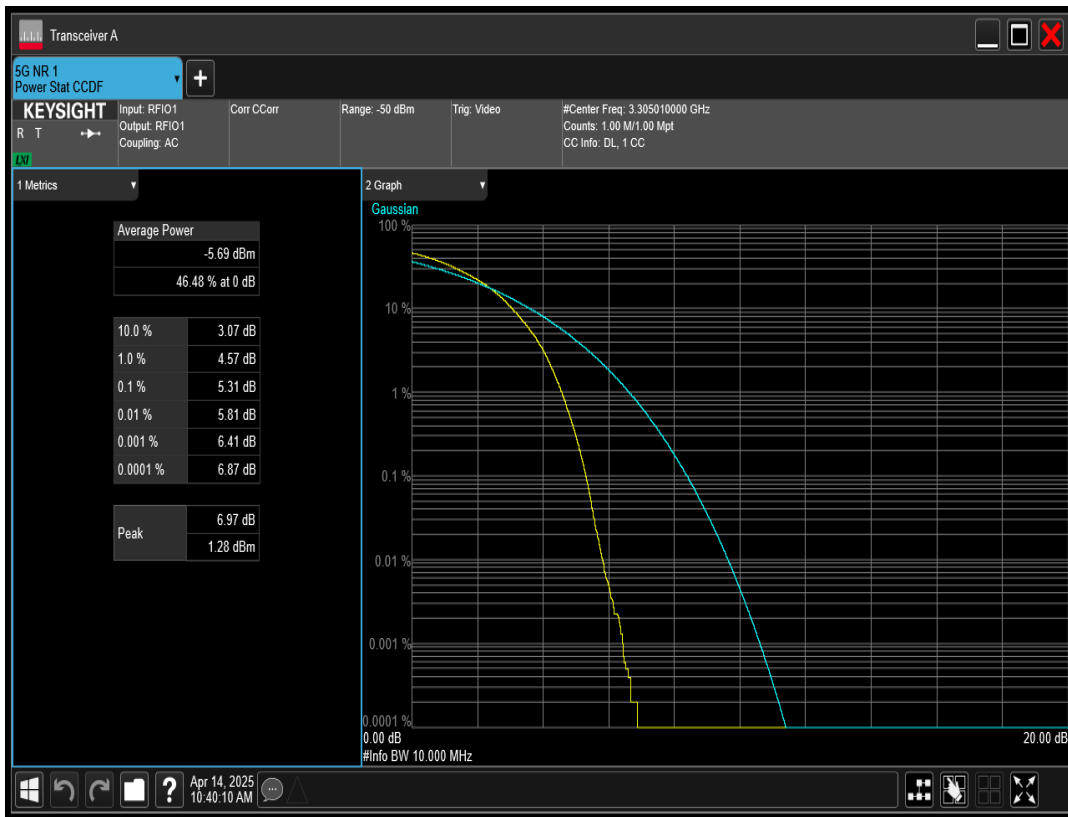 Transceiver A
5G NR 1
Power Stat CCDF
+
KEYSIGHT
R T
LXI
Input: RFIO1
Output: RFIO1
Coupling: AC
Corr CCorr
Range: -50 dBm
Trig: Video
#Center Freq: 3.305010000 GHz
Counts: 1.00 M/1.00 Mpt
CC Info: DL, 1 CC
1 Metrics
Average Power
-5.69 dBm
46.48 % at 0 dB
10.0 % 3.07 dB
1.0 % 4.57 dB
0.1 % 5.31 dB
0.01 % 5.81 dB
0.001 % 6.41 dB
0.0001 % 6.87 dB
Peak
6.97 dB
1.28 dBm
2 Graph
Gaussian
100 %
10 %
1 %
0.1 %
0.01 %
0.001 %
0.0001 %
0.00 dB
20.00 dB
#Info BW 10.000 MHz
?
Apr 14, 2025
10:40:10 AM